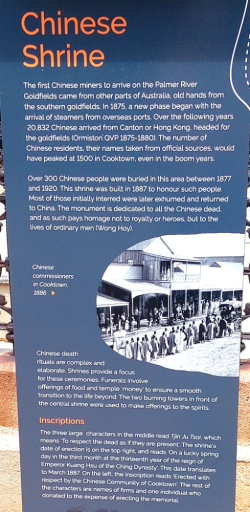 Chinese
Shrine
The first Chinese miners to arrive on the Palmer River
Goldfields came from other parts of Australia, old hands from
the southern goldfields. In 1875, a new phase began with the
arrival of steamers from overseas ports. Over the following years
20,832 Chinese arrived from Canton or Hong Kong, headed for
the goldfields (Ormiston QVP 1875-1880). The number of
Chinese residents, their names taken from official sources, would
have peaked at 1500 in Cooktown, even in the boom years.
Over 300 Chinese people were buried in this area between 1877
and 1920. This shrine was built in 1887 to honour such people.
Most of those initially interred were later exhumed and returned
to China. The monument is dedicated to all the Chinese dead,
and as such pays homage not to royalty or heroes, but to the
lives of ordinary men (Wong Hoy).
Chinese
commissioners
in Cooktown,
1886
Chinese death
rituals are complex and
elaborate. Shrines provide a focus
for these ceremonies. Funerals involve
offerings of food and temple 'money' to ensure a smooth
transition to the life beyond. The two burning towers in front of
the central shrine were used to make offerings to the spirits.
Inscriptions
The three large characters in the middle read Tjin Ju Tsai, which
means 'To respect the dead as if they are present.' The shrine's
date of erection is on the top right, and reads 'On a lucky spring
day in the third month at the thirteenth year of the reign of
Emperor Kuang Hsu of the Ching Dynasty'. This date translates
to March 1887. On the left, the inscription reads 'Erected with
respect by the Chinese Community of Cooktown'. The rest of
the characters are names of firms and one individual who
donated to the expense of erecting the memorial.